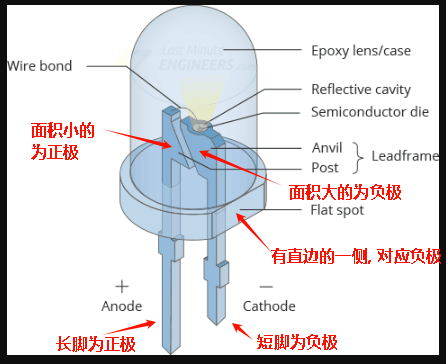 Last Minute
ENGINEERS.com
Epoxy lens/case
Wire bond
Reflective cavity
Semiconductor die
面积小的
为正极
Anvil
Post
Leadframe
面积大的为负极
Flat spot
有直边的一侧, 对应负极
+
Anode
−
Cathode
长脚为正极
短脚为负极